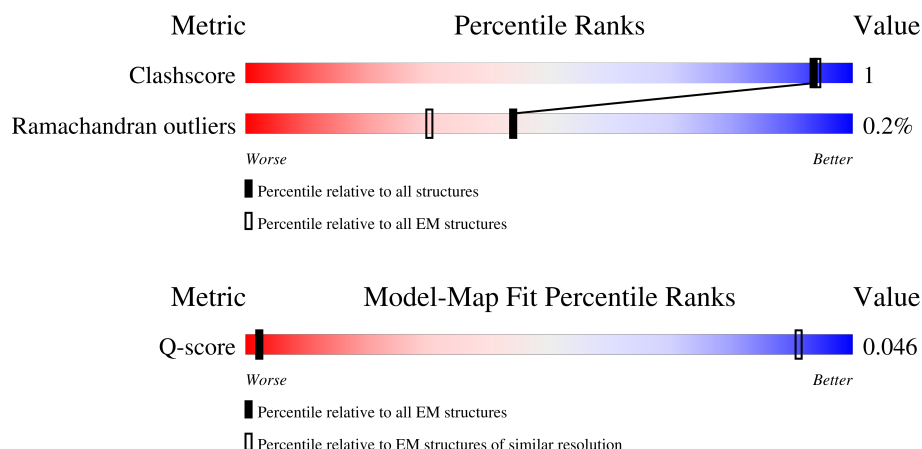 Metric Percentile Ranks Value
Clashscore 1
Ramachandran outliers 0.2%
Worse Better
Percentile relative to all structures
Percentile relative to all EM structures
Metric Model-Map Fit Percentile Ranks Value
Q-score 0.046
Worse Better
Percentile relative to all EM structures
Percentile relative to EM structures of similar resolution